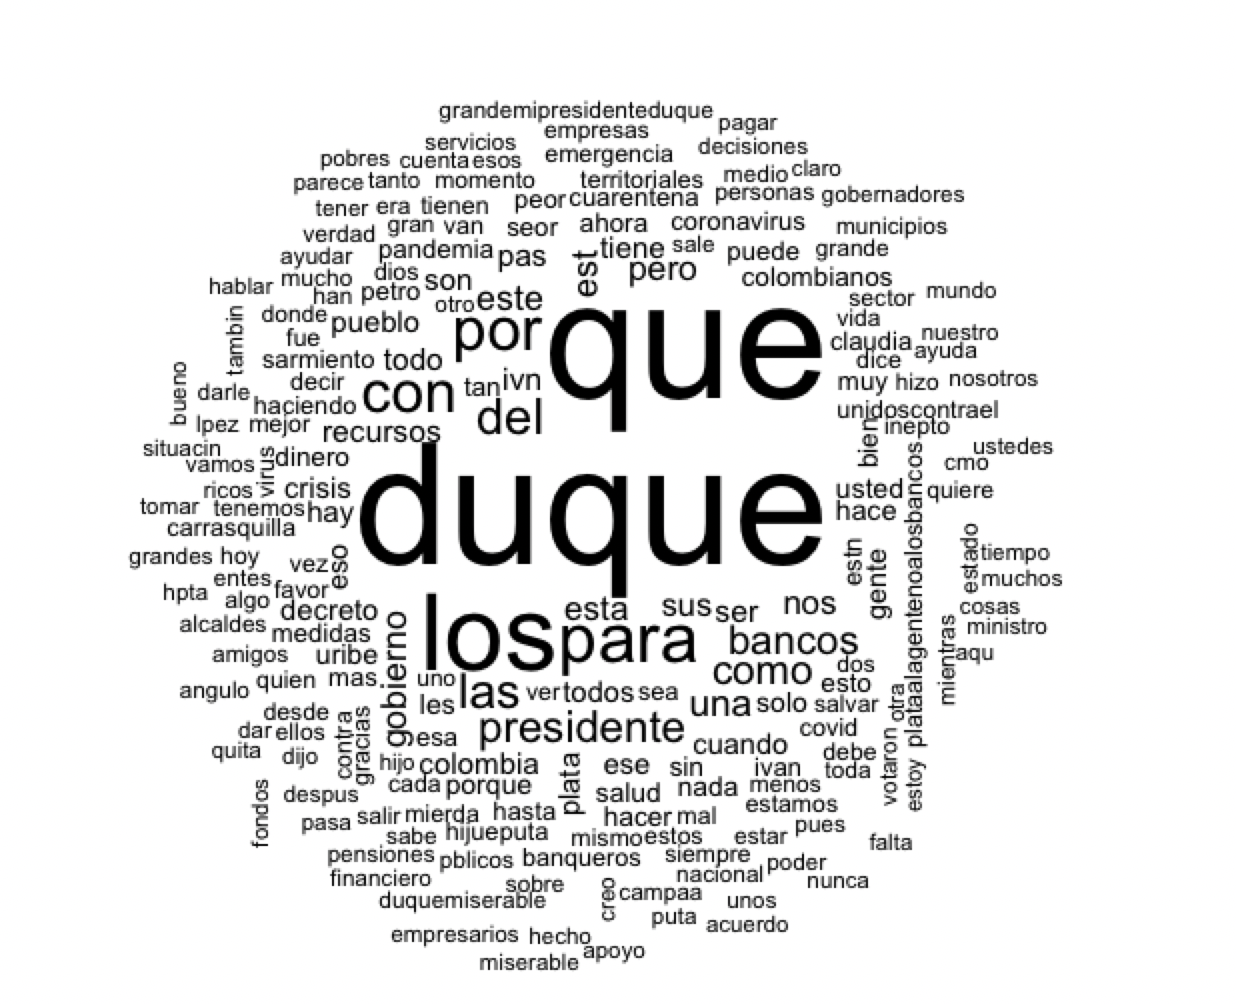 grandemipresidenteduque
empresas pagar
servicios decisiones
pobres cuenta esos emergencia
parece tanto momento territoriales medio claro
tener era tienen peor cuarentena personas gobernadores
verdad gran van seor ahora coronavirus municipios
ayudar pandemia pas est tiene sale puede grande
hablar mucho dios son pero colombianos
han petro otro este sector mundo
tambin donde pueblo por que vida
fue claudia nuestro
sarmiento todo dice ayuda
bueno darle decir con tan ivn muy hizo nosotros
haciendo del unidoscontrael
lpez mejor recursos bien inepto
situacin vamos virus dinero ustedes
cmo
ricos crisis duque usted quiere
tomar tenemos hay hace
carrasquilla plataalagentenoalosbancos
grandes hoy vez eso estn gente estado tiempo
entes muchos
hpta algo favor decreto los esta sus ser nos cosas
alcaldes medidas para bancos ministro
amigos uribe gobierno como dos mientras aqu
angulo quien mas uno las ver todos sea esto
les una solo salvar otra
desde presidente covid
dar ellos contra gracias esa cuando debe
quita dijo hijo colombia plata ese sin ivan toda votaron estoy
fondos despus cada porque salud nada menos
pasa salir mierda hasta hacer mal estamos
sabe hijueputa mismo estos estar pues falta
pensiones pblicos banqueros siempre poder
financiero sobre creo campaa nacional nunca
duquemiserable unos
puta acuerdo
empresarios hecho
miserable apoyo